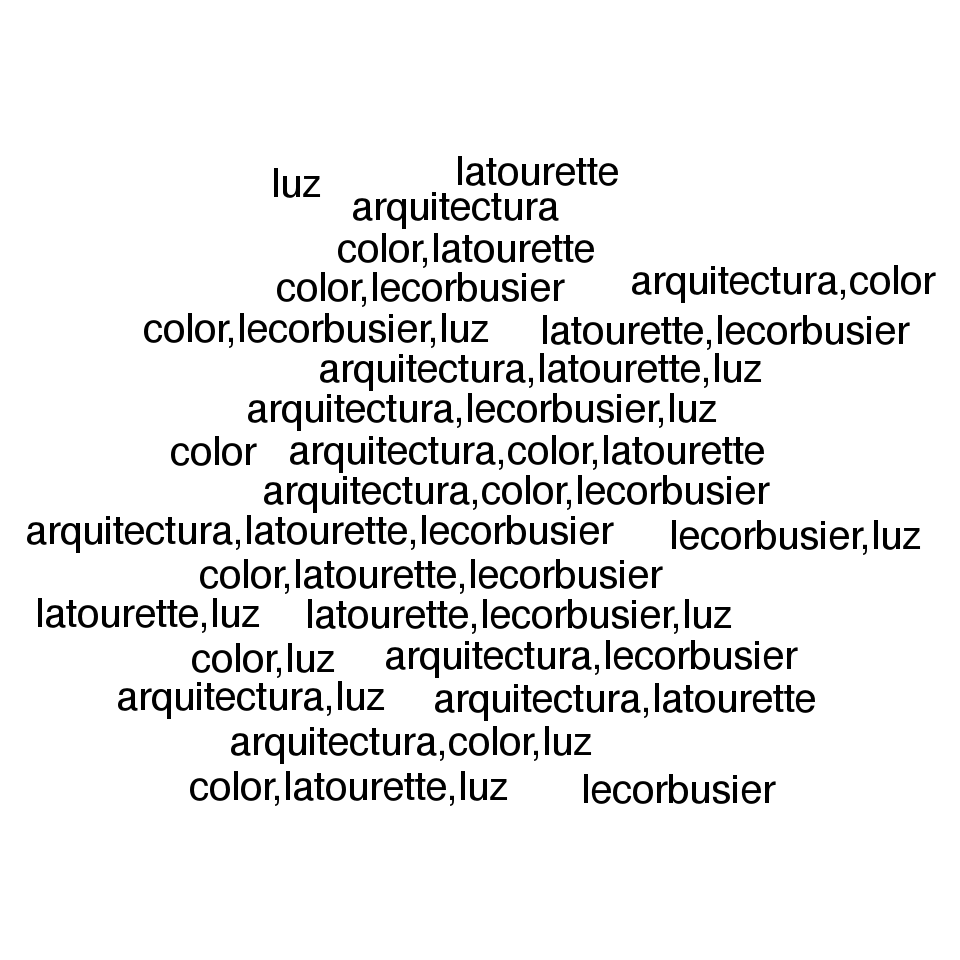 luz latourette
arquitectura
color,latourette
color,lecorbusier arquitectura,color
color,lecorbusier,luz latourette,lecorbusier
arquitectura,latourette,luz
arquitectura,lecorbusier,luz
color arquitectura,color,latourette
arquitectura,color,lecorbusier
arquitectura,latourette,lecorbusier lecorbusier,luz
color,latourette,lecorbusier
latourette,luz latourette,lecorbusier,luz
color,luz arquitectura,lecorbusier
arquitectura,luz arquitectura,latourette
arquitectura,color,luz
color,latourette,luz lecorbusier